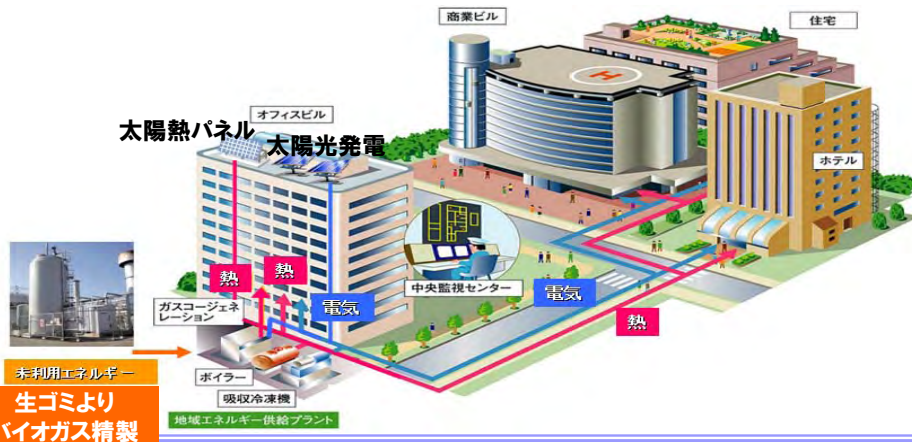 商業ビル
住宅
オフィスビル
太陽熱パネル
太陽光発電
ホテル
H
中央監視センター
熱
熱
電気
電気
熱
ガスコージェネ
レーション
ボイラー
吸収冷凍機
地域エネルギー供給プラント
未利用エネルギー
生ゴミより
バイオガス精製